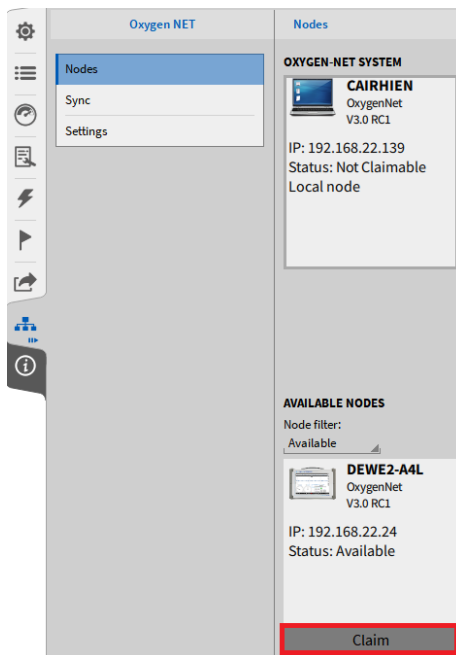 Oxygen NET
Nodes
Sync
Settings
Nodes
OXYGEN-NET SYSTEM
CAIRHIEN
OxygenNet
V3.0 RC1
IP: 192.168.22.139
Status: Not Claimable
Local node
AVAILABLE NODES
Node filter:
Available
DEWE2-A4L
OxygenNet
V3.0 RC1
IP: 192.168.22.24
Status: Available
Claim